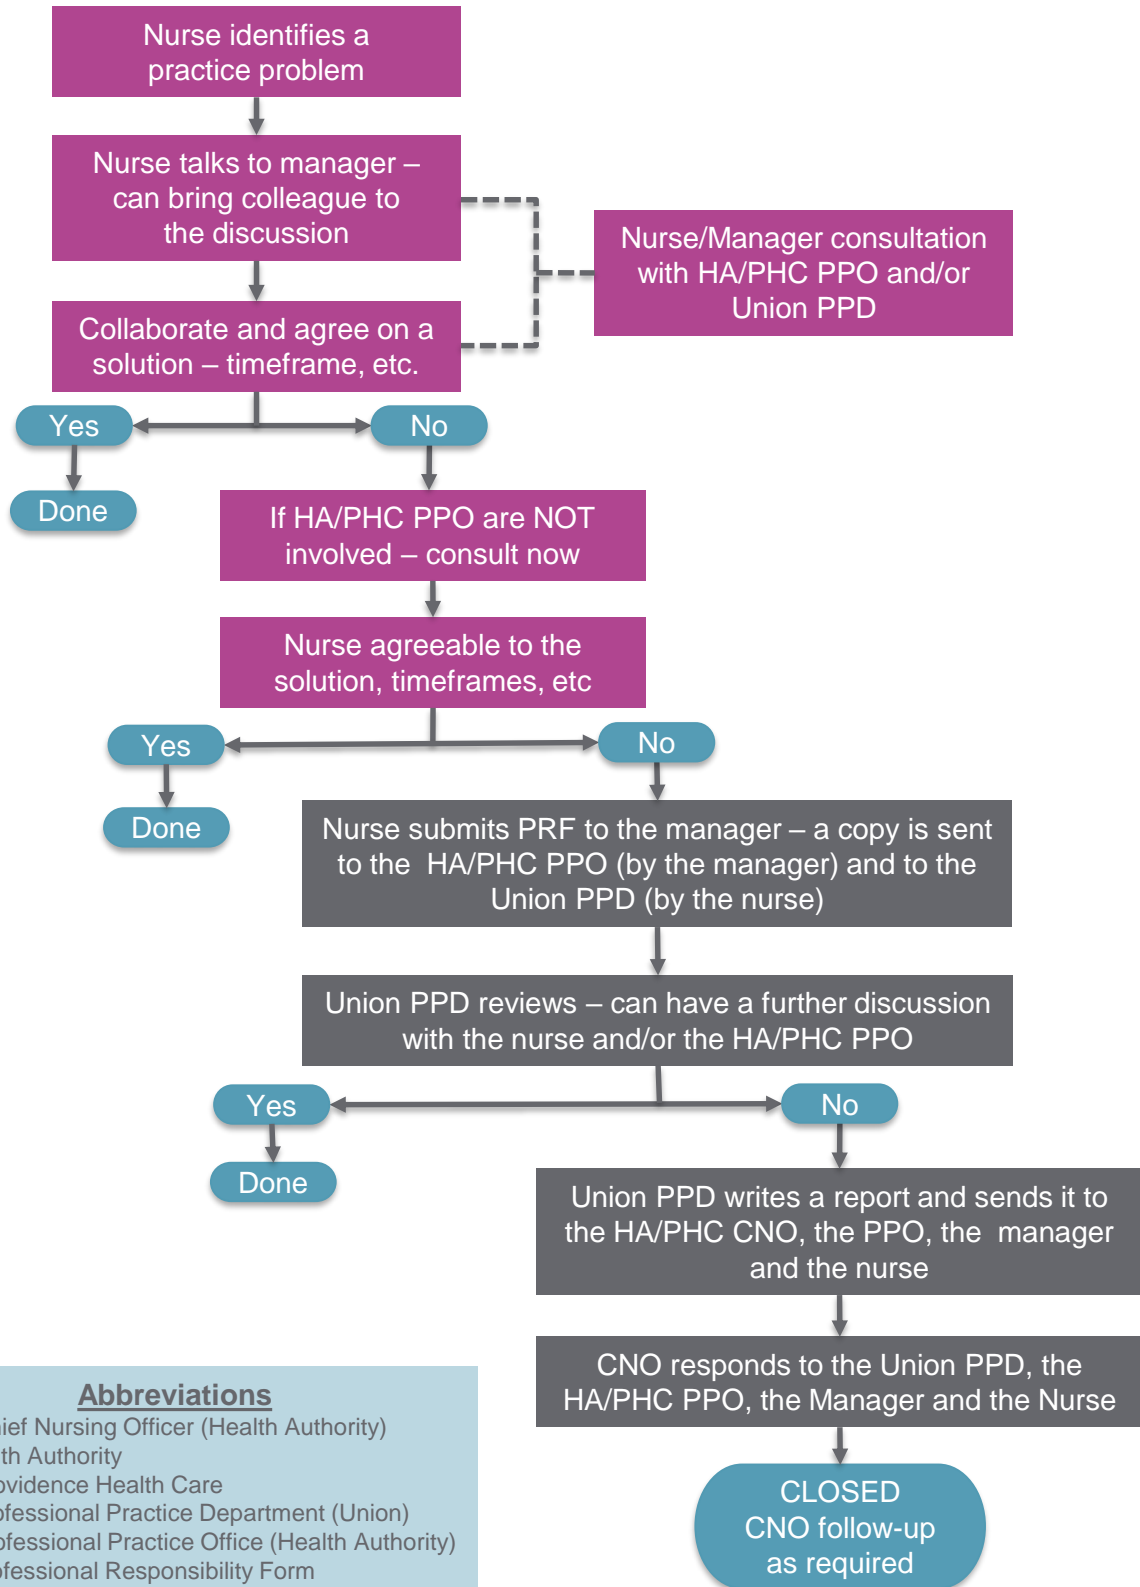 Nurse identifies a
practice problem
Nurse talks to manager –
can bring colleague to
the discussion
Nurse/Manager consultation
with HA/PHC PPO and/or
Union PPD
Collaborate and agree on a
solution – timeframe, etc.
Yes
No
Done
If HA/PHC PPO are NOT
involved – consult now
Nurse agreeable to the
solution, timeframes, etc
Yes
No
Done
Nurse submits PRF to the manager – a copy is sent
to the HA/PHC PPO (by the manager) and to the
Union PPD (by the nurse)
Union PPD reviews – can have a further discussion
with the nurse and/or the HA/PHC PPO
Yes
No
Done
Union PPD writes a report and sends it to
the HA/PHC CNO, the PPO, the manager
and the nurse
CNO responds to the Union PPD, the
HA/PHC PPO, the Manager and the Nurse
CLOSED
CNO follow-up
as required
Abbreviations
Nursing Officer (Health Authority)
Authority
Health Care
Practice Department (Union)
Practice Office (Health Authority)
Responsibility Form